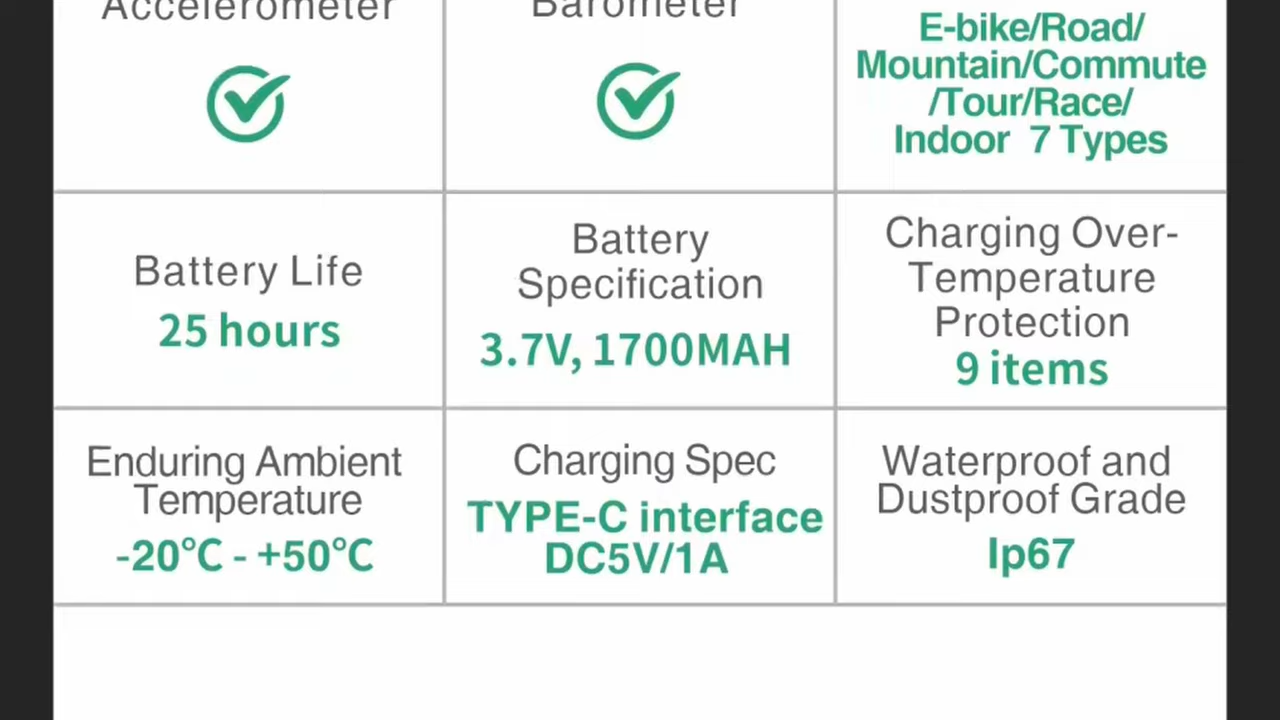 Accelerometer
Barometer
E-bike/Road/
Mountain/Commute
/Tour/Race/
Indoor 7 Types
Battery Life
25 hours
Battery
Specification
3.7V, 1700MAH
Charging Over-
Temperature
Protection
9 items
Enduring Ambient
Temperature
-20℃ - +50℃
Charging Spec
TYPE-C interface
DC5V/1A
Waterproof and
Dustproof Grade
Ip67